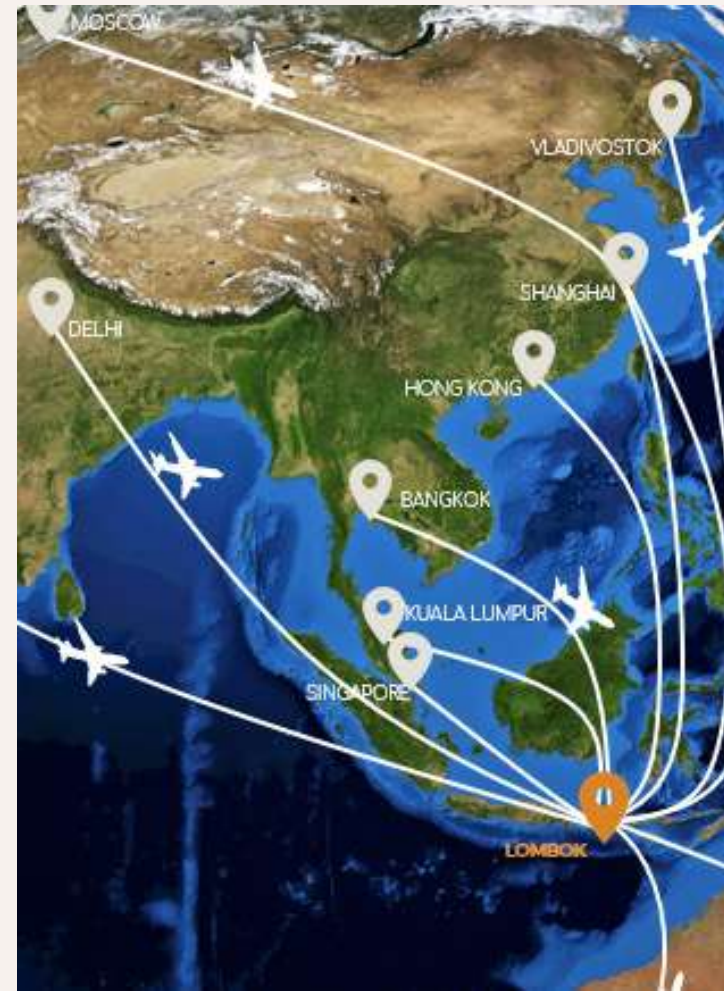 MOSCOW
VLADIVOSTOK
SHANGHAI
DELHI
HONG KONG
BANGKOK
KUALA LUMPUR
SINGAPORE
LOMBOK